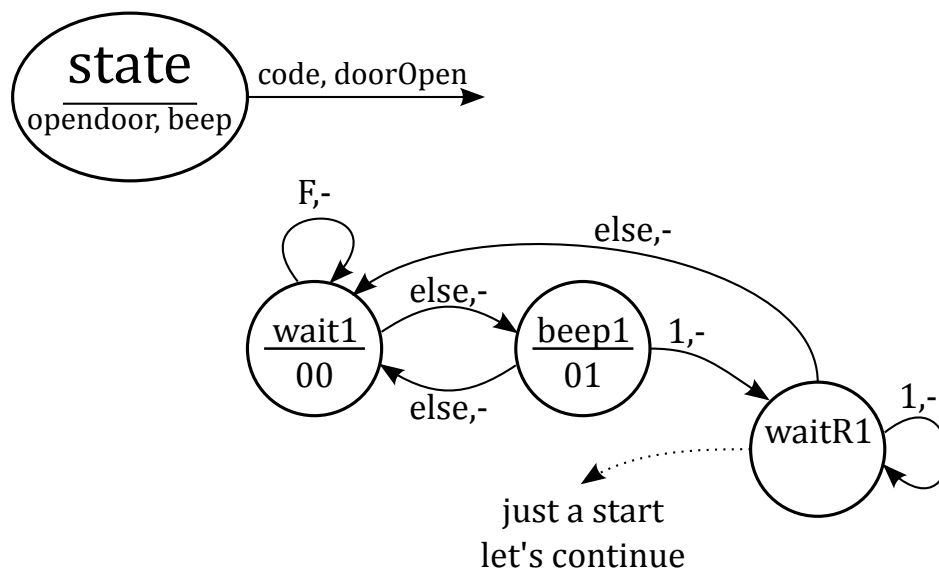 state
code, doorOpen
opendoor, beep
F,-
else,-
else,-
wait1
00
beep1
01
1,-
else,-
waitR1
1,-
just a start
let's continue